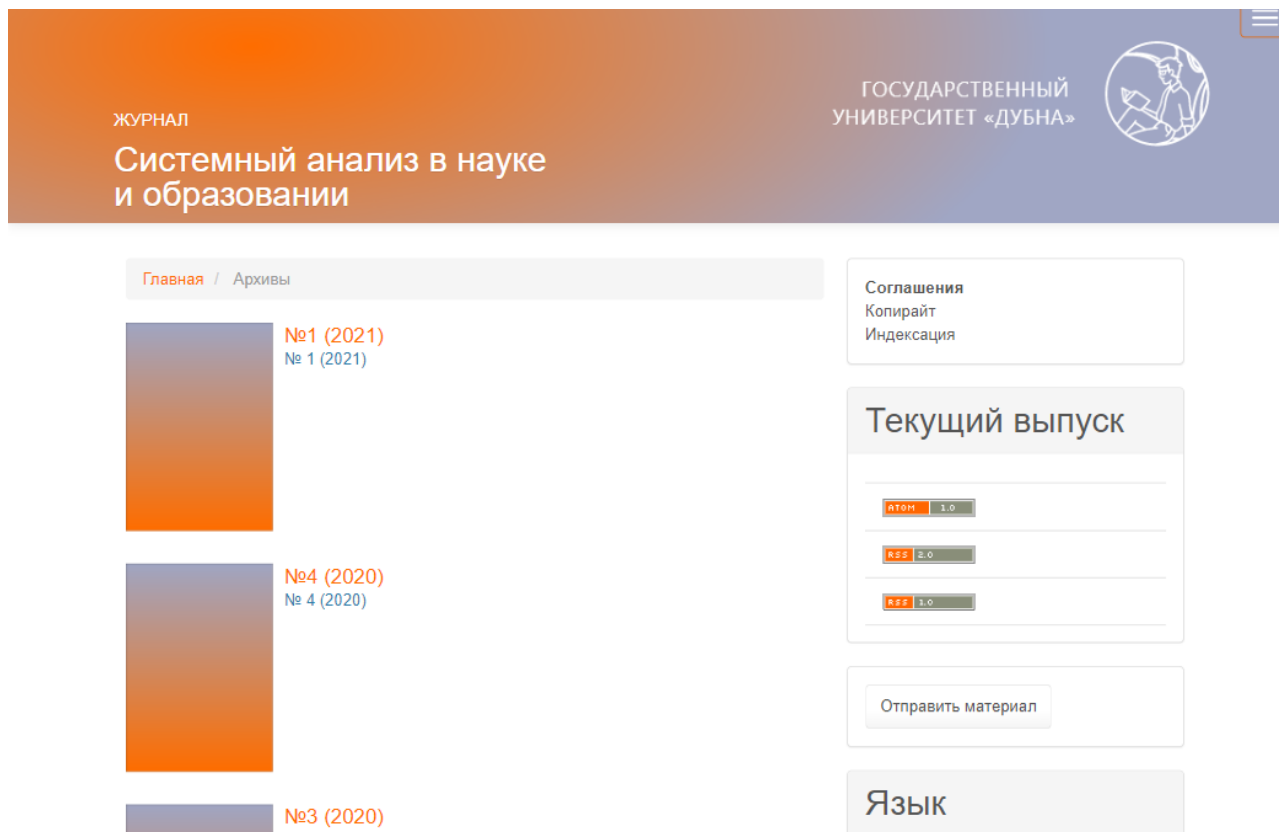 ЖУРНАЛ
Системный анализ в науке
и образовании
ГОСУДАРСТВЕННЫЙ
УНИВЕРСИТЕТ «ДУБНА»
Главная / Архивы
№1 (2021)
№ 1 (2021)
№4 (2020)
№ 4 (2020)
№3 (2020)
Соглашения
Копирайт
Индексация
Текущий выпуск
ATOM 1.0
RSS 2.0
RSS 1.0
Отправить материал
Язык